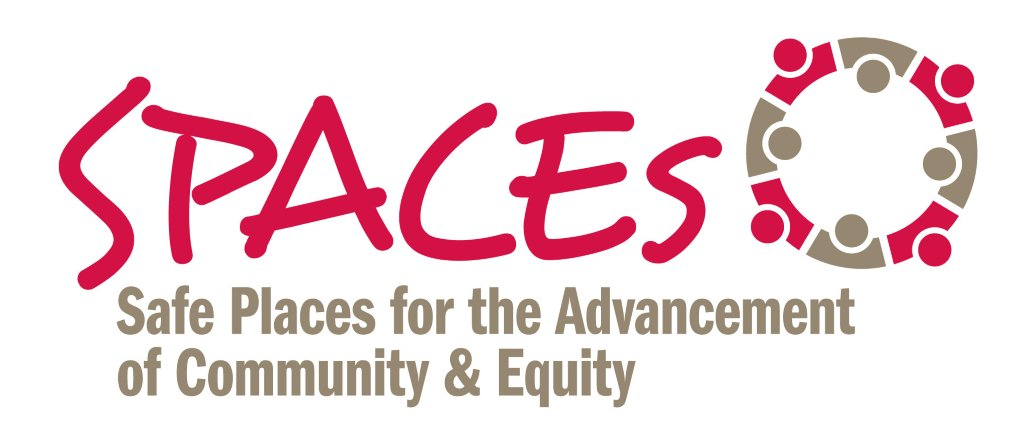 SPACEs
Safe Places for the Advancement
of Community & Equity